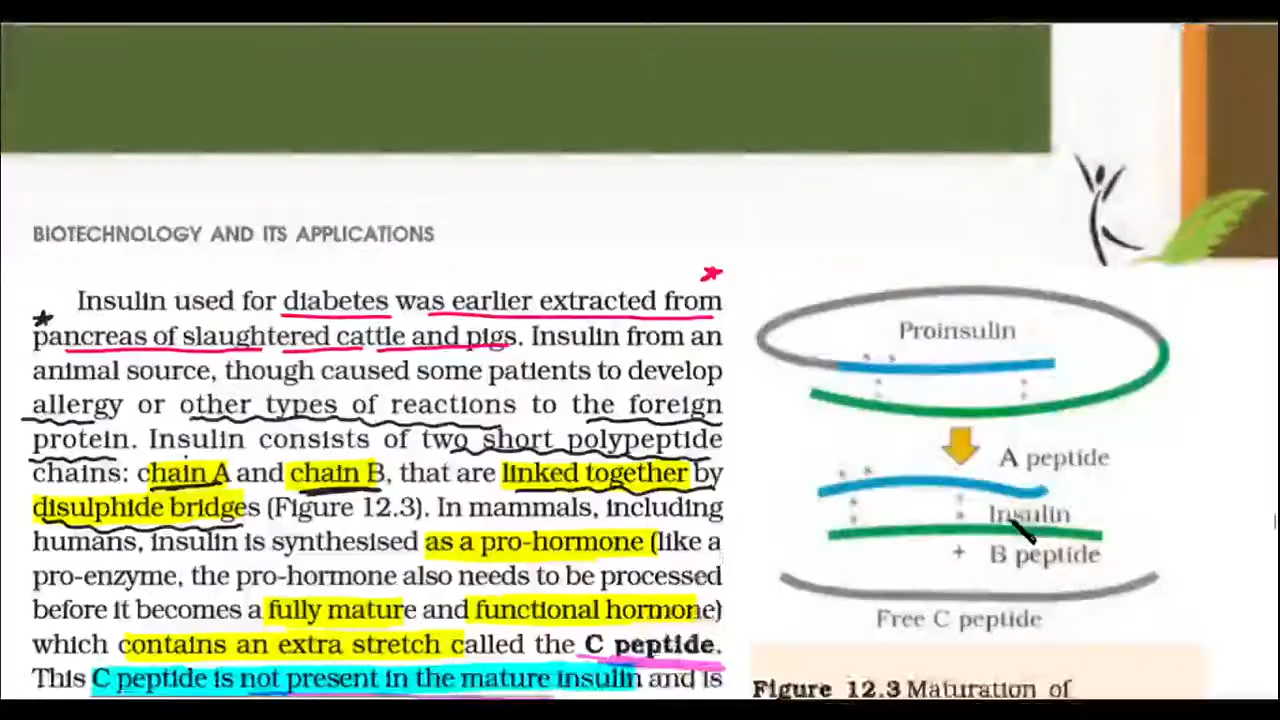 BIOTECHNOLOGY AND ITS APPLICATIONS
Insulin used for diabetes was earlier extracted from
pancreas of slaughtered cattle and pigs. Insulin from an
animal source, though caused some patients to develop
allergy or other types of reactions to the foreign
protein. Insulin consists of two short polypeptide
chains: chain A and chain B, that are linked together by
disulphide bridges (Figure 12.3). In mammals, including
humans, insulin is synthesised as a pro-hormone (like a
pro-enzyme, the pro-hormone also needs to be processed
before it becomes a fully mature and functional hormone)
which contains an extra stretch called the C peptide.
This C peptide is not present in the mature insulin and is
Proinsulin
A peptide
Insulin
+ B peptide
Free C peptide
Figure 12.3 Maturation of